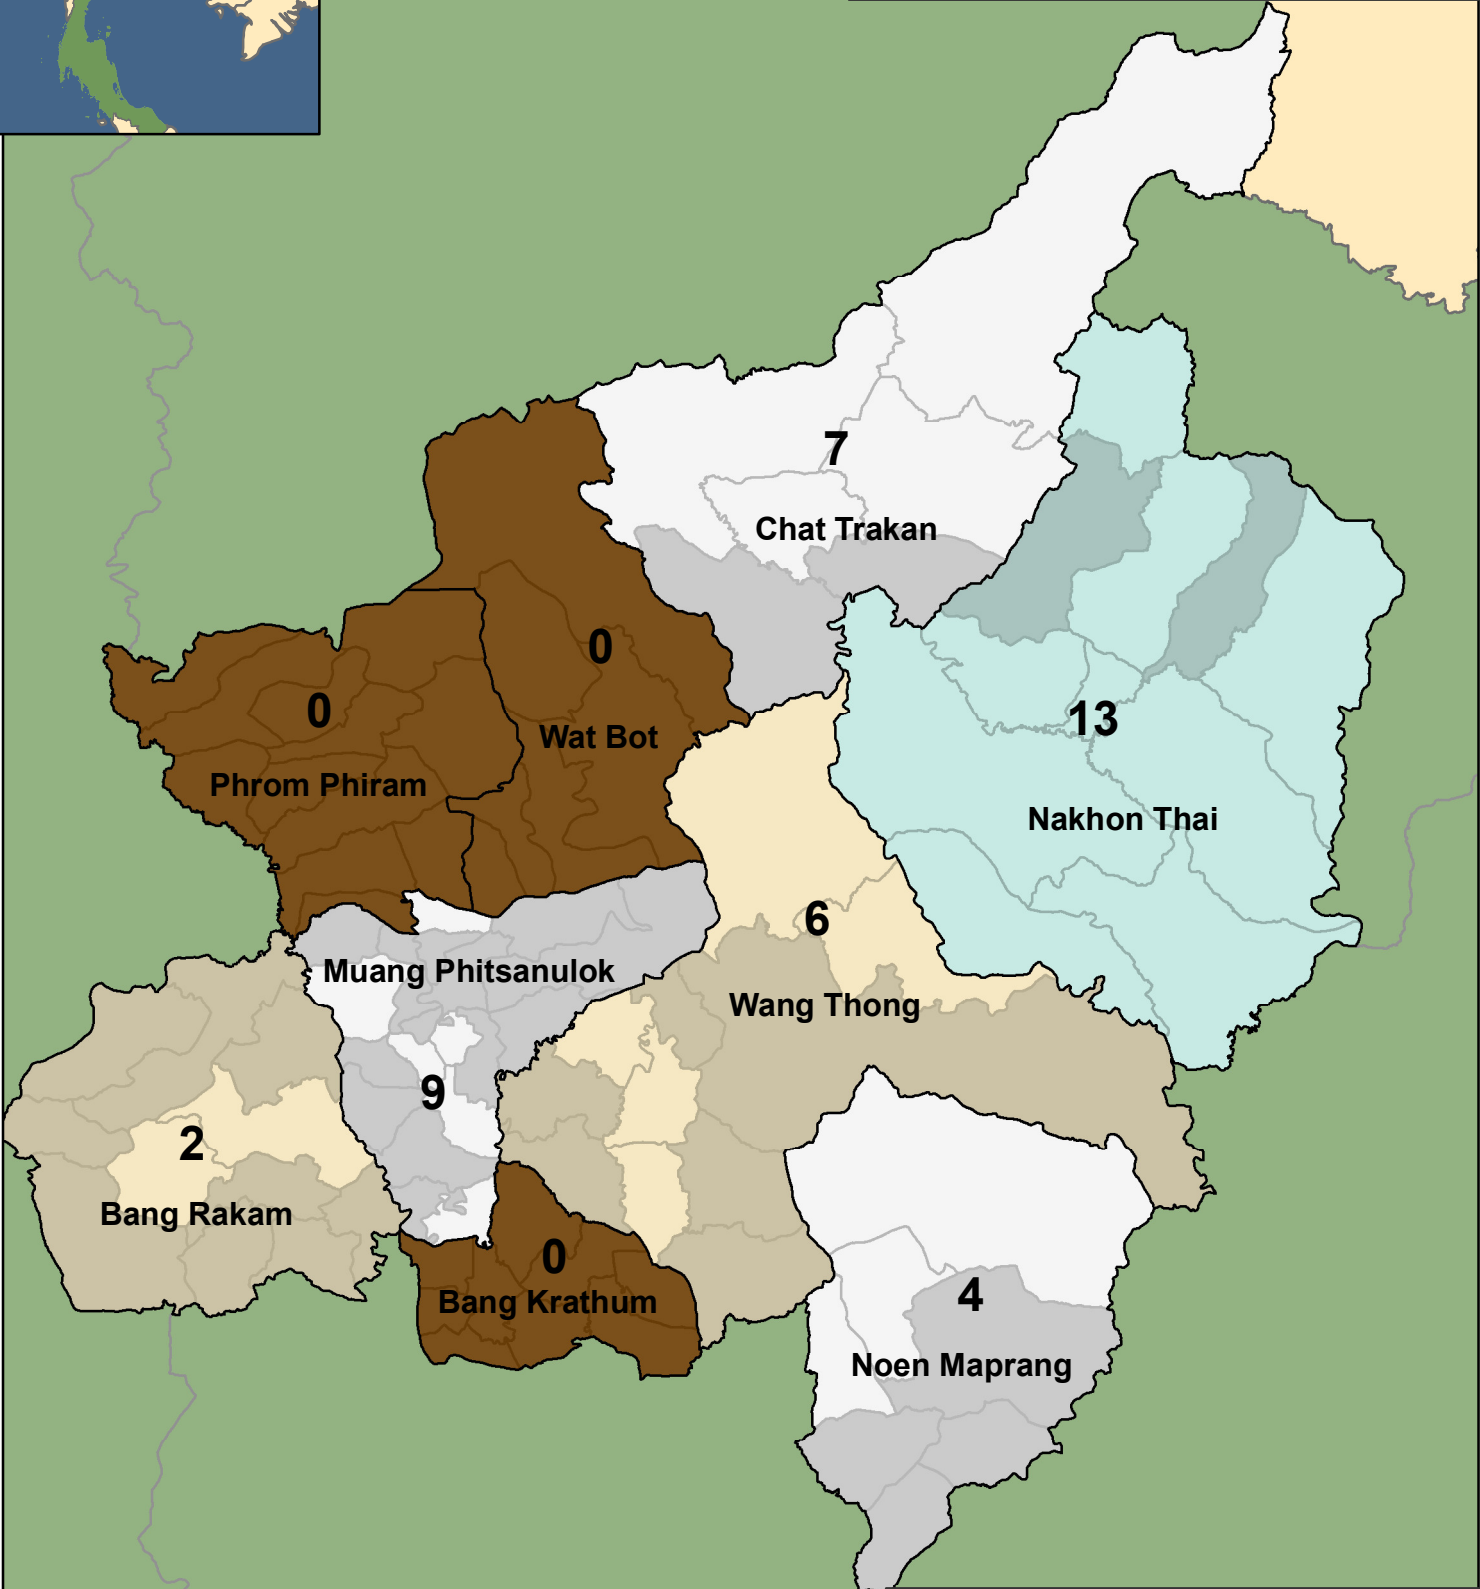 7
Chat Trakan
0
Wat Bot
0
Phrom Phiram
13
Nakhon Thai
6
Wang Thong
Muang Phitsanulok
9
2
Bang Rakam
0
Bang Krathum
4
Noen Maprang